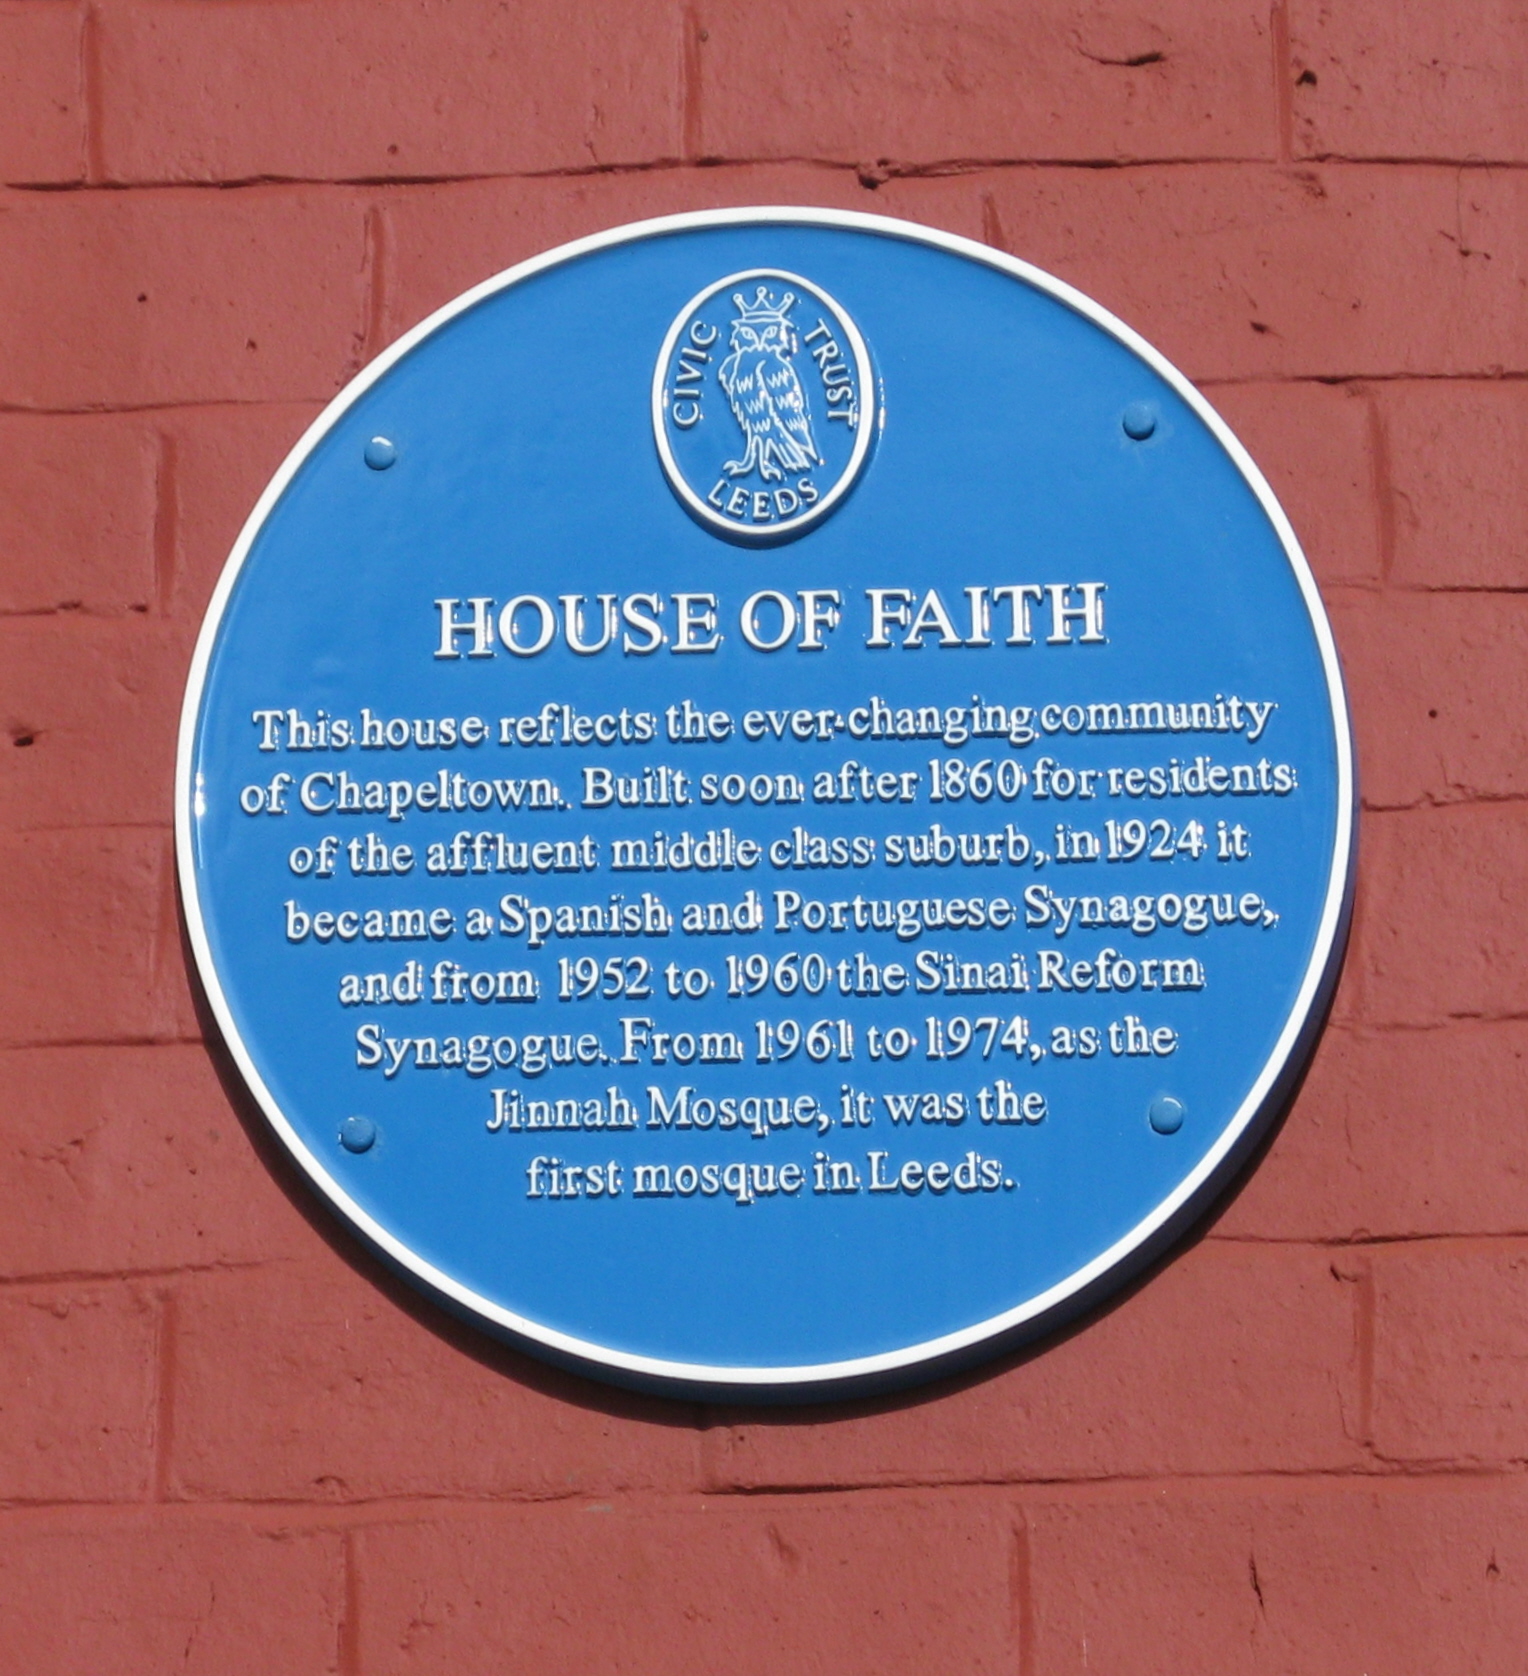 CIVIC TRUST
LEEDS
HOUSE OF FAITH
This house reflects the ever-changing community
of Chapeltown. Built soon after 1860 for residents
of the affluent middle class suburb, in 1924 it
became a Spanish and Portuguese Synagogue,
and from 1952 to 1960 the Sinai Reform
Synagogue. From 1961 to 1974, as the
Jinnah Mosque, it was the
first mosque in Leeds.